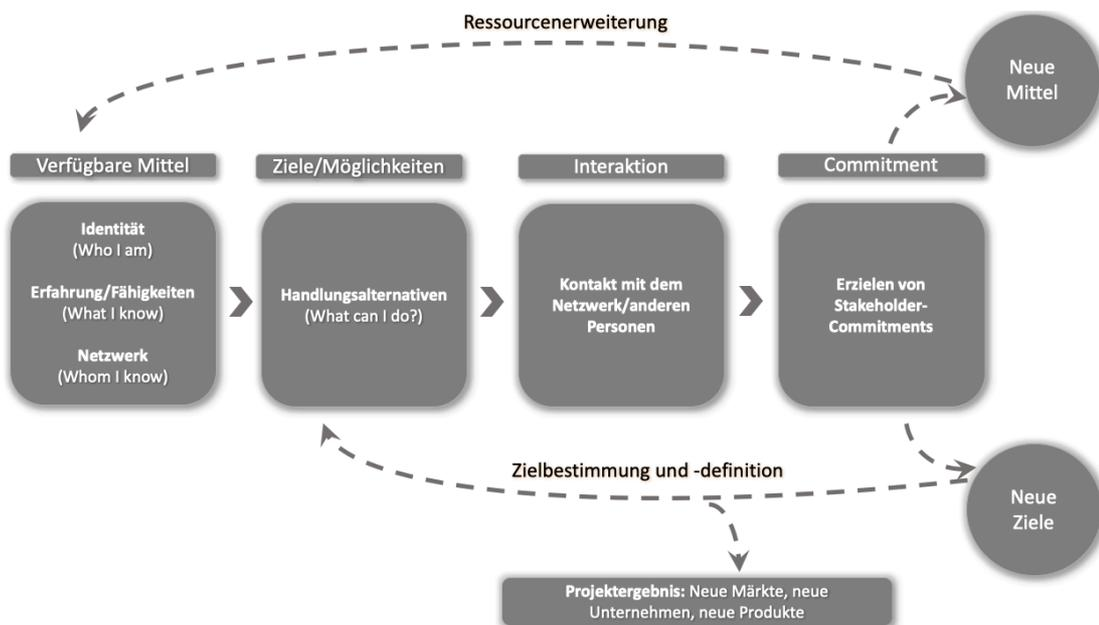 Ressourcenerweiterung
Neue
Mittel
Verfügbare Mittel
Ziele/Möglichkeiten
Interaktion
Commitment
Identität
(Who I am)
Erfahrung/Fähigkeiten
(What I know)
Netzwerk
(Whom I know)
Handlungsalternativen
(What can I do?)
Kontakt mit dem
Netzwerk/anderen
Personen
Erzielen von
Stakeholder-
Commitments
Zielbestimmung und -definition
Neue
Ziele
Projektergebnis: Neue Märkte, neue
Unternehmen, neue Produkte